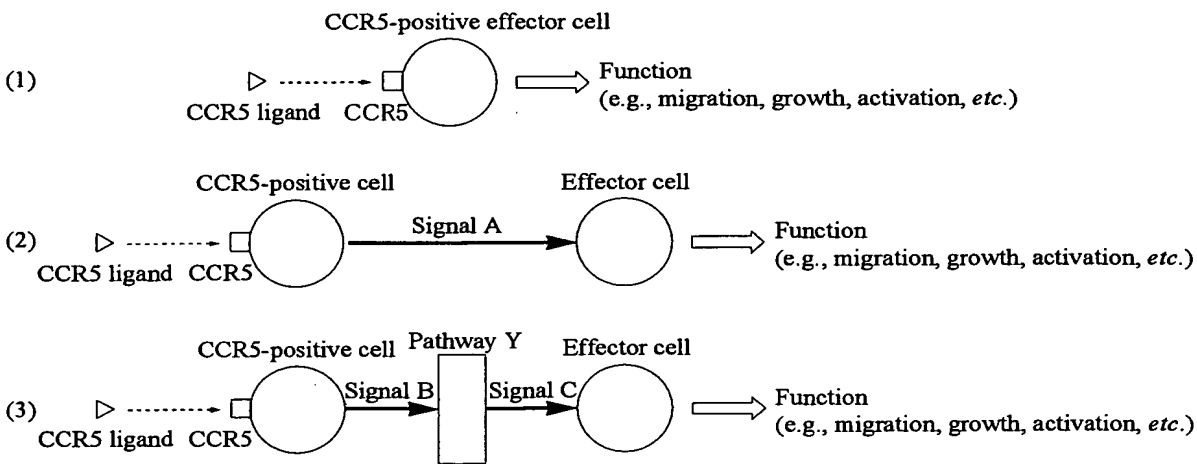 CCR5-positive effector cell
(1)
CCR5 ligand
CCR5
Function
(e.g., migration, growth, activation, etc.)
CCR5-positive cell
Effector cell
(2)
Signal A
CCR5 ligand
CCR5
Function
(e.g., migration, growth, activation, etc.)
CCR5-positive cell
Pathway Y
Effector cell
(3)
Signal B
Signal C
CCR5 ligand
CCR5
Function
(e.g., migration, growth, activation, etc.)